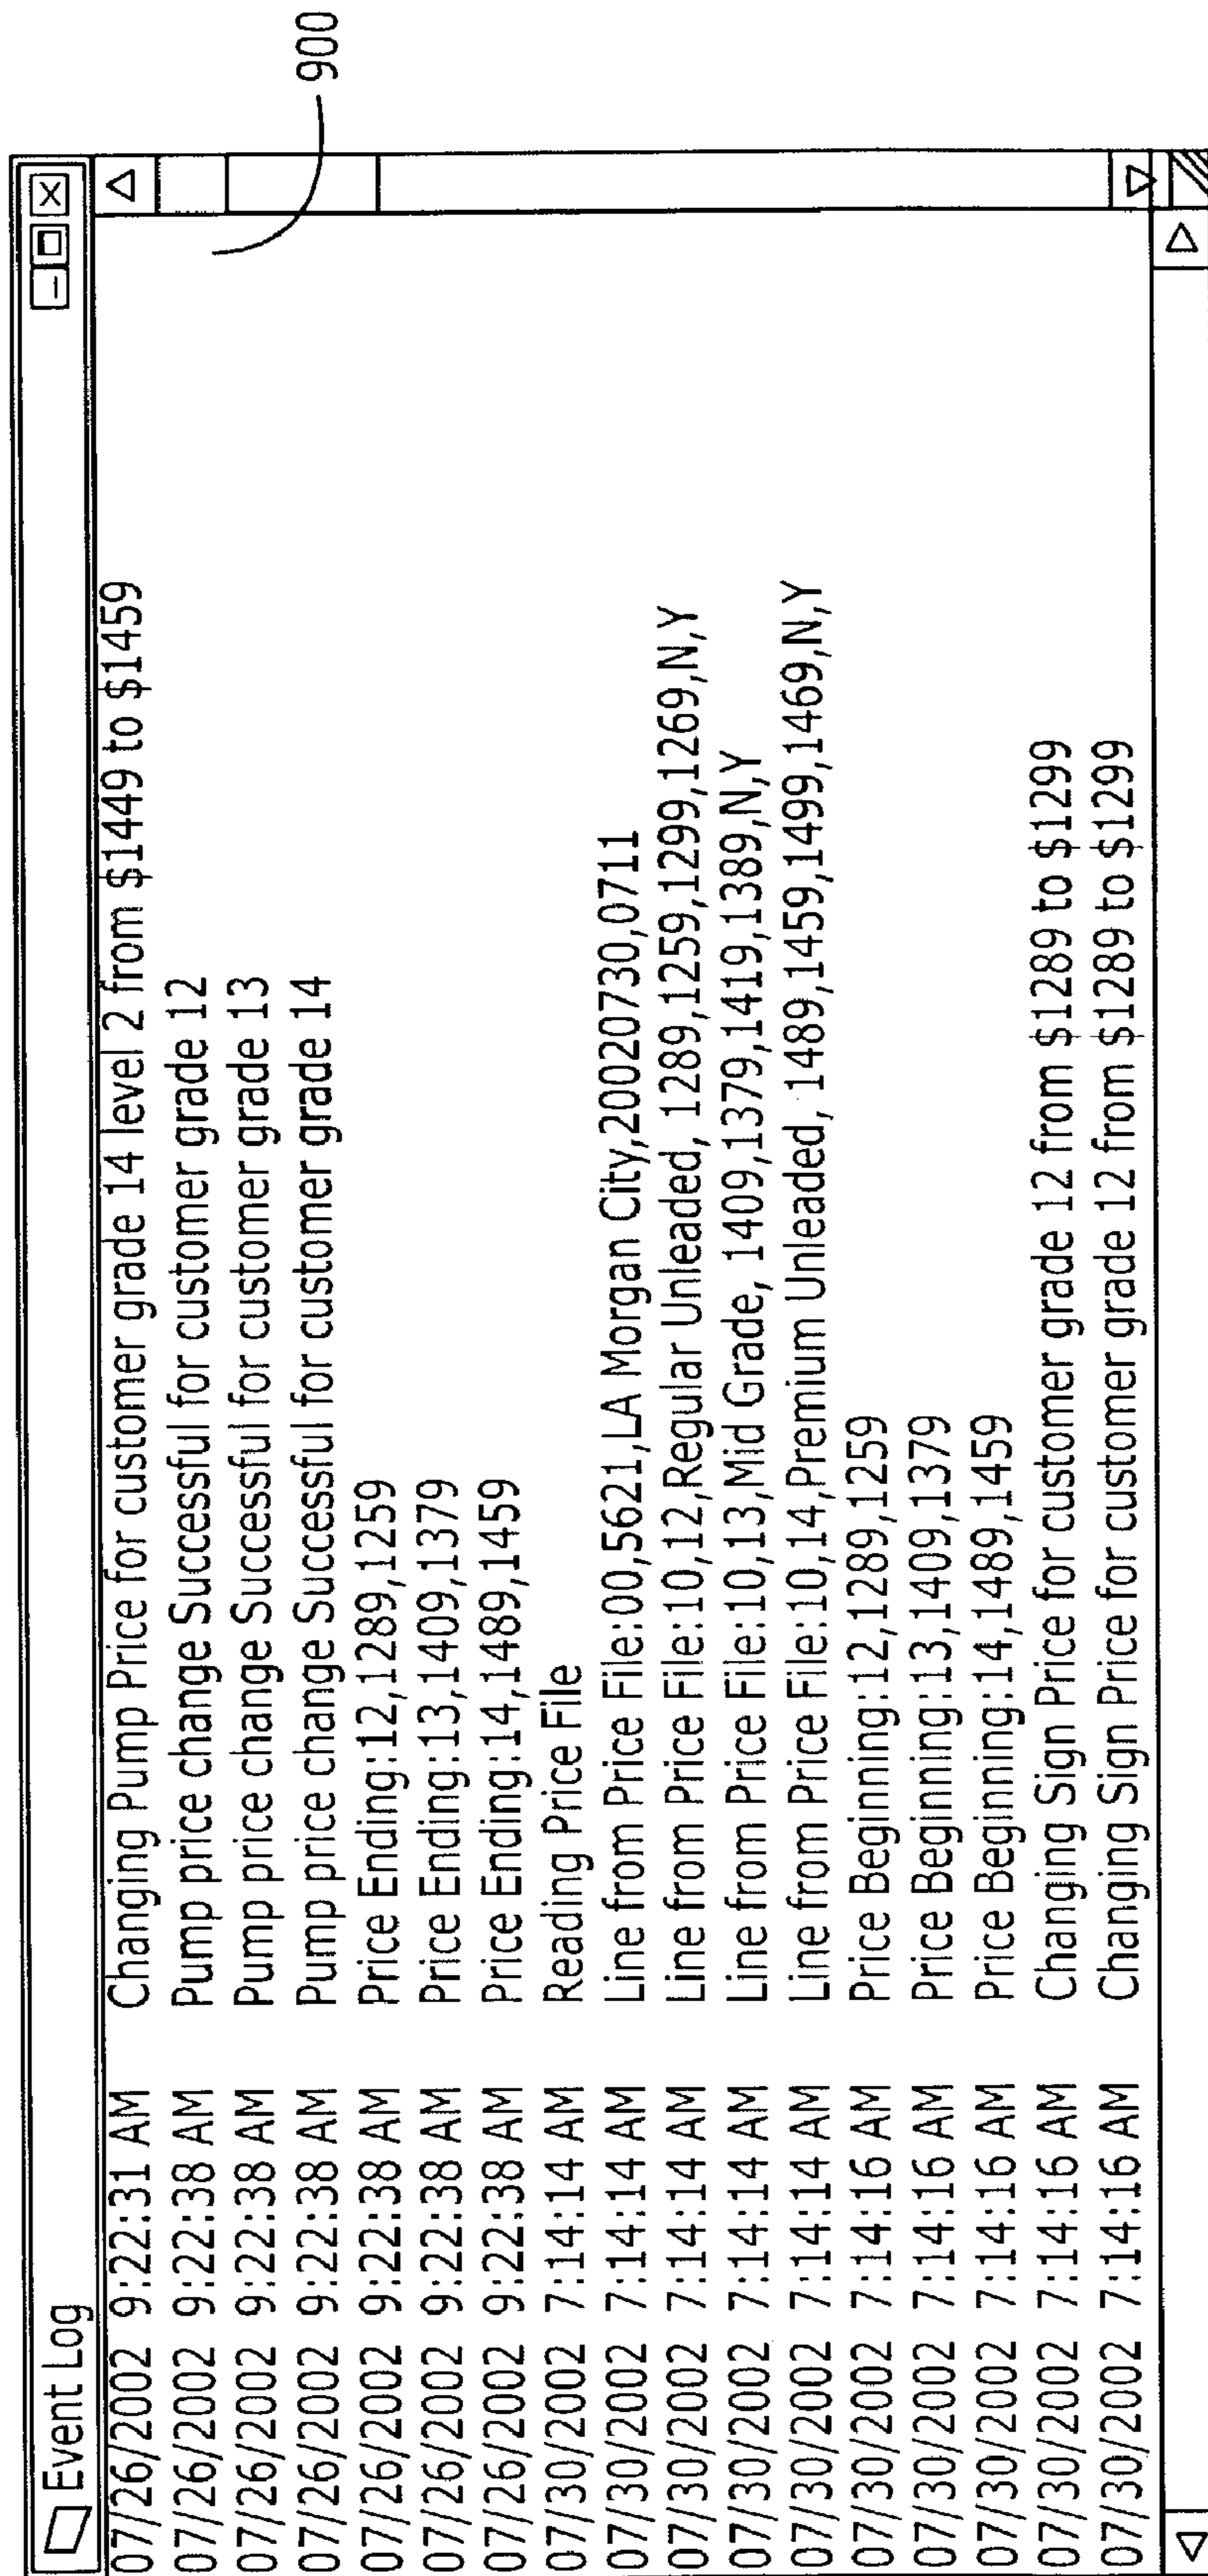 Event Log
07/26/2002 9:22:31 AM Changing Pump Price for customer grade 14 level 2 from $1449 to $1459
07/26/2002 9:22:38 AM Pump price change Successful for customer grade 12
07/26/2002 9:22:38 AM Pump price change Successful for customer grade 13
07/26/2002 9:22:38 AM Pump price change Successful for customer grade 14
07/26/2002 9:22:38 AM Price Ending:12,1289,1259
07/26/2002 9:22:38 AM Price Ending:13,1409,1379
07/26/2002 9:22:38 AM Price Ending:14,1489,1459
07/30/2002 7:14:14 AM Reading Price File
07/30/2002 7:14:14 AM Line from Price File:00,5621,LA Morgan City,20020730,0711
07/30/2002 7:14:14 AM Line from Price File:10,12,Regular Unleaded, 1289,1259,1299,1269,N,Y
07/30/2002 7:14:14 AM Line from Price File:10,13,Mid Grade, 1409,1379,1419,1389,N,Y
07/30/2002 7:14:14 AM Line from Price File:10,14,Premium Unleaded, 1489,1459,1499,1469,N,Y
07/30/2002 7:14:16 AM Price Beginning:12,1289,1259
07/30/2002 7:14:16 AM Price Beginning:13,1409,1379
07/30/2002 7:14:16 AM Price Beginning:14,1489,1459
07/30/2002 7:14:16 AM Changing Sign Price for customer grade 12 from $1289 to $1299
07/30/2002 7:14:16 AM Changing Sign Price for customer grade 12 from $1289 to $1299
900